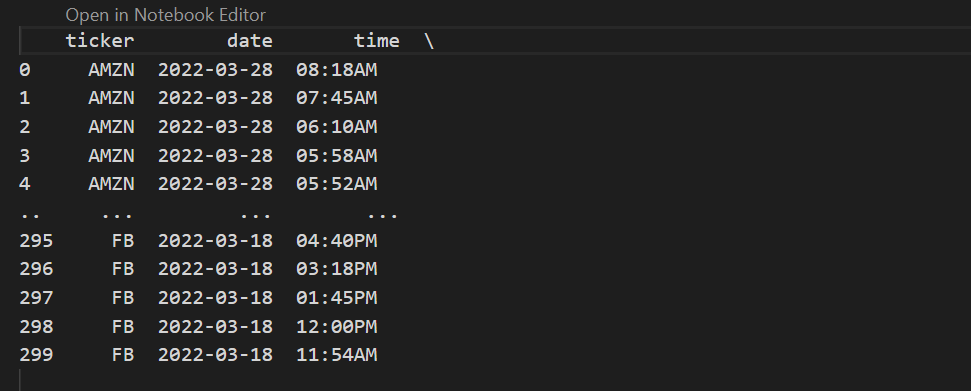 Open in Notebook Editor
ticker date time \
0 AMZN 2022-03-28 08:18AM
1 AMZN 2022-03-28 07:45AM
2 AMZN 2022-03-28 06:10AM
3 AMZN 2022-03-28 05:58AM
4 AMZN 2022-03-28 05:52AM
.. ... ... ...
295 FB 2022-03-18 04:40PM
296 FB 2022-03-18 03:18PM
297 FB 2022-03-18 01:45PM
298 FB 2022-03-18 12:00PM
299 FB 2022-03-18 11:54AM